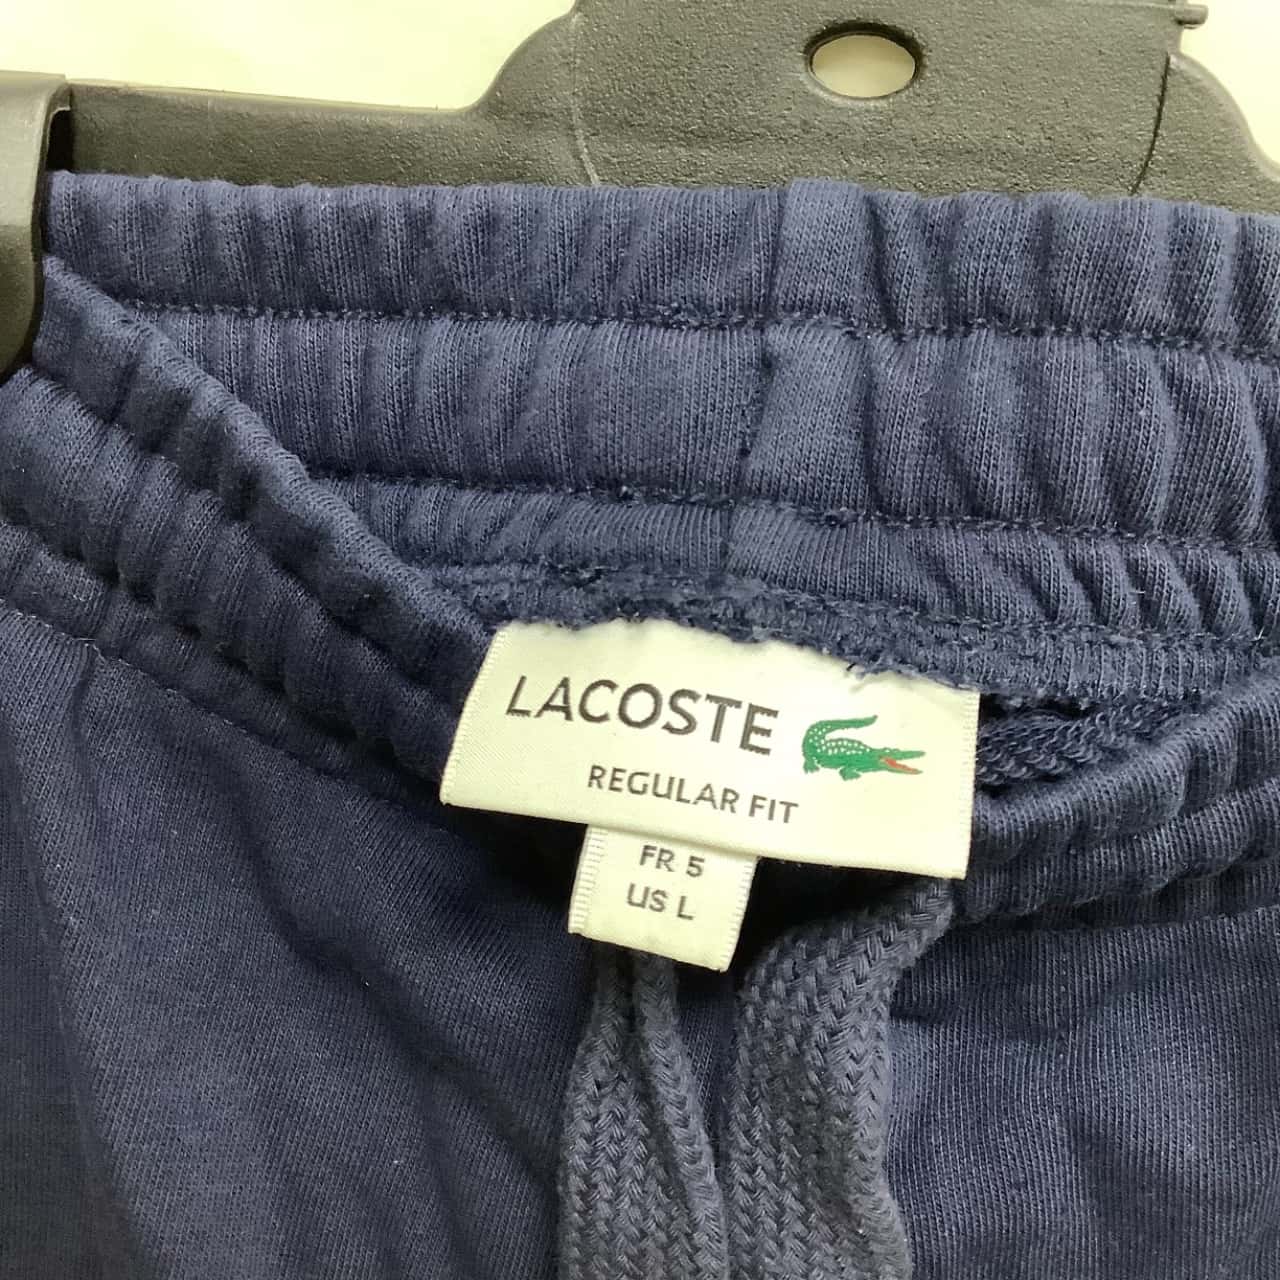 LACOSTE
REGULAR FIT
FR 5
US L